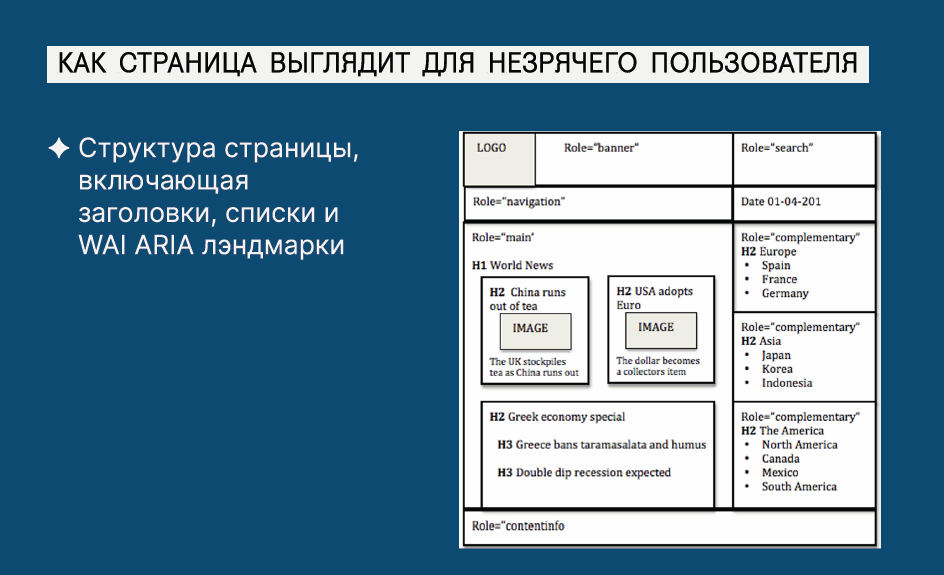 КАК СТРАНИЦА ВЫГЛЯДИТ ДЛЯ НЕЗРЯЧЕГО ПОЛЬЗОВАТЕЛЯ
Структура страницы,
включающая
заголовки, списки и
WAI ARIA лэндмарки
LOGO
Role="banner"
Role="search"
Role="navigation"
Date 01-04-201
Role="main'
H1 World News
H2 China runs
out of tea
IMAGE
The UK stockpiles
tea as China runs out
H2 USA adopts
Euro
IMAGE
The dollar becomes
a collectors item
H2 Greek economy special
H3 Greece bans taramasalata and humus
H3 Double dip recession expected
Role="complementary"
H2 Europe
• Spain
• France
• Germany
Role="complementary"
H2 Asia
• Japan
• Korea
• Indonesia
Role="complementary"
H2 The America
• North America
• Canada
• Mexico
• South America
Role="contentinfo